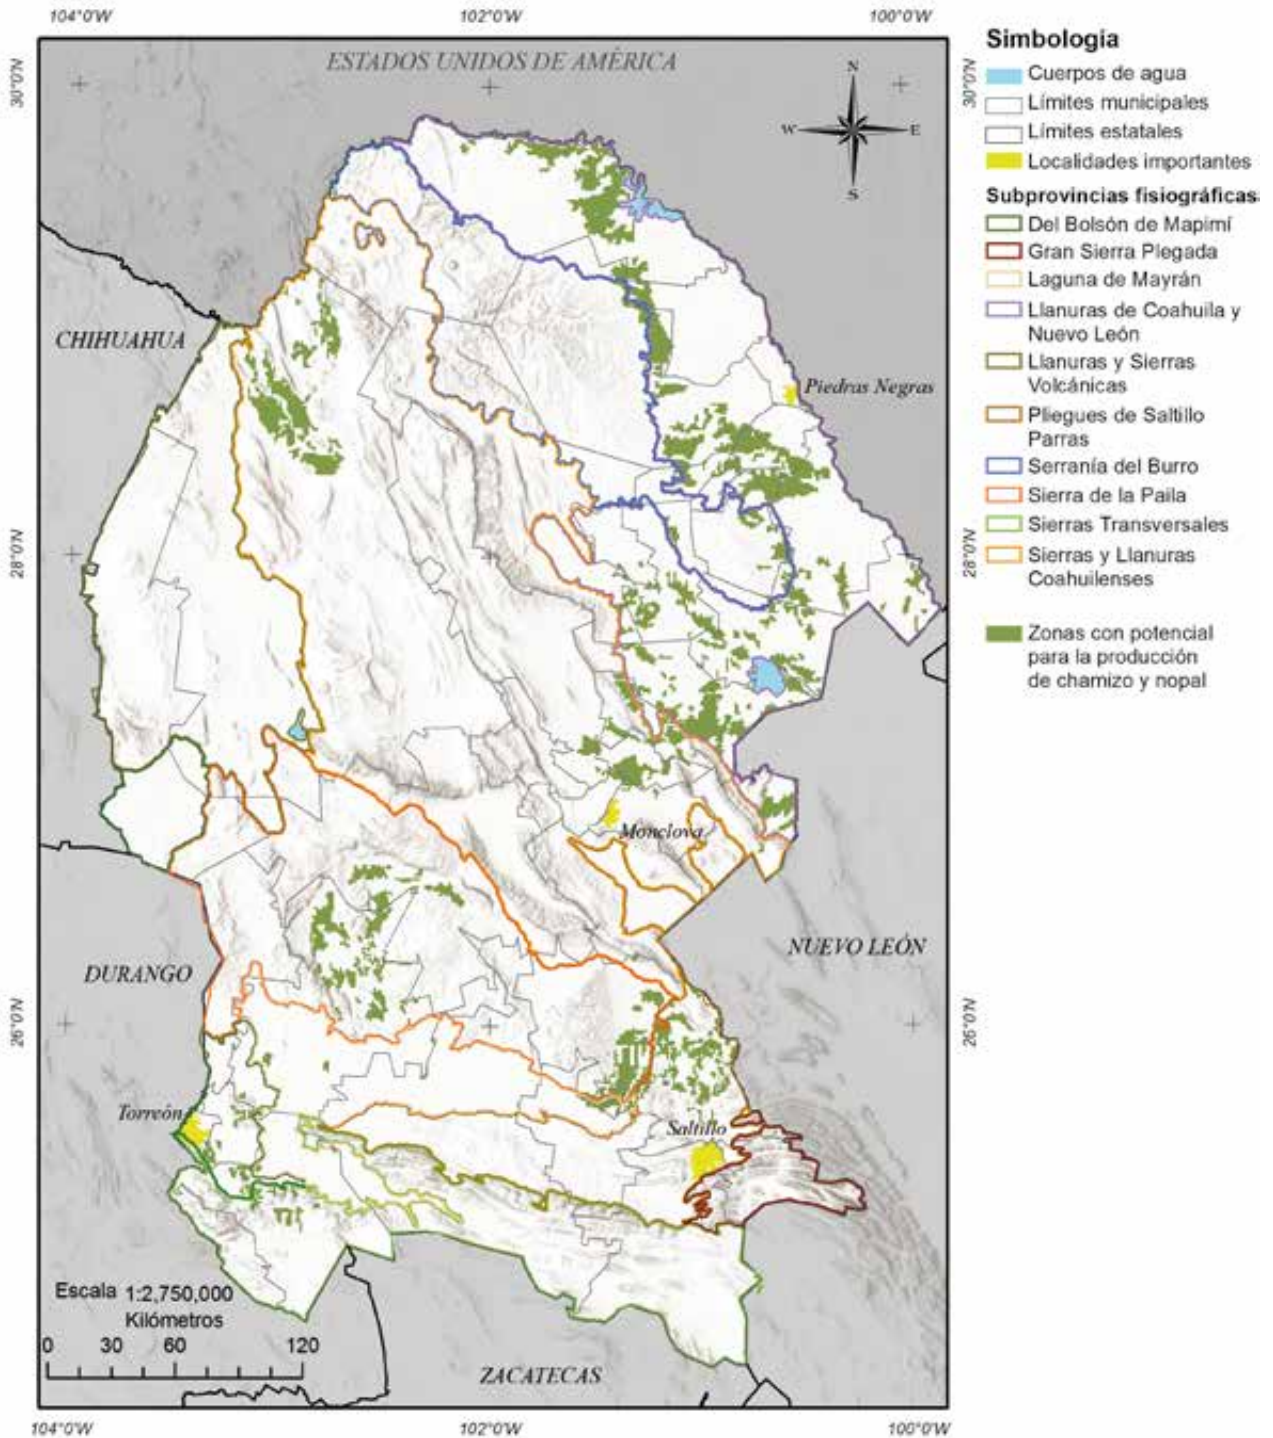 104°0'W 102°0'W 100°0'W
30°0'N
30°0'N
ESTADOS UNIDOS DE AMÉRICA
N
W E
S
CHIHUAHUA
Piedras Negras
28°0'N
28°0'N
Monclova
NUEVO LEÓN
DURANGO
26°0'N
26°0'N
Torreón
Saltillo
Escala 1:2,750,000
Kilómetros
0 30 60 120
ZACATECAS
104°0'W 102°0'W 100°0'W
Simbología
Cuerpos de agua
Límites municipales
Límites estatales
Localidades importantes
Subprovincias fisiográficas
Del Bolsón de Mapimí
Gran Sierra Plegada
Laguna de Mayrán
Llanuras de Coahuila y
Nuevo León
Llanuras y Sierras
Volcánicas
Pliegues de Saltillo
Parras
Serranía del Burro
Sierra de la Paila
Sierras Transversales
Sierras y Llanuras
Coahuilenses
Zonas con potencial
para la producción
de chamizo y nopal